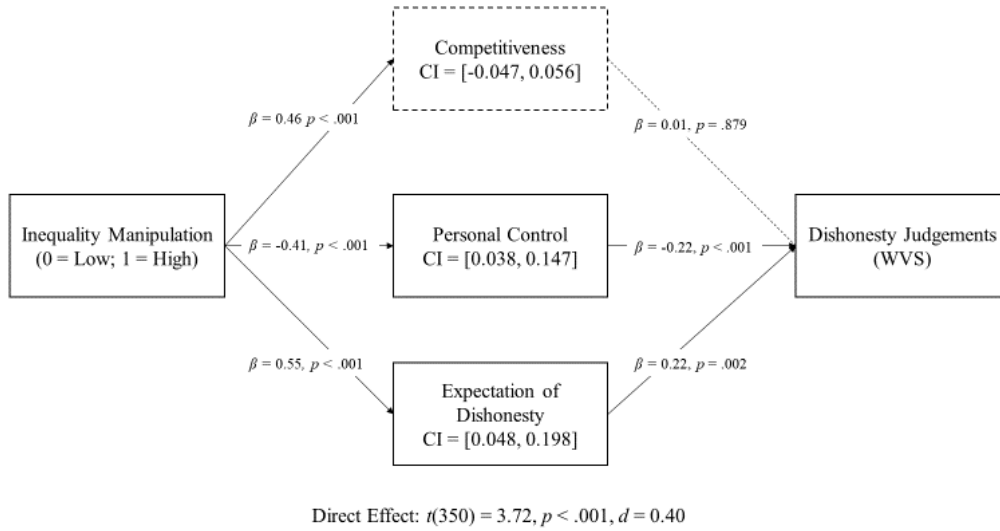 Competitiveness
CI = [-0.047, 0.056]
β = 0.46 p < .001
β = 0.01, p = .879
Inequality Manipulation
(0 = Low; 1 = High)
β = -0.41, p < .001
Personal Control
CI = [0.038, 0.147]
β = -0.22, p < .001
Dishonesty Judgements
(WVS)
β = 0.55, p < .001
β = 0.22, p = .002
Expectation of
Dishonesty
CI = [0.048, 0.198]
Direct Effect: t(350) = 3.72, p < .001, d = 0.40